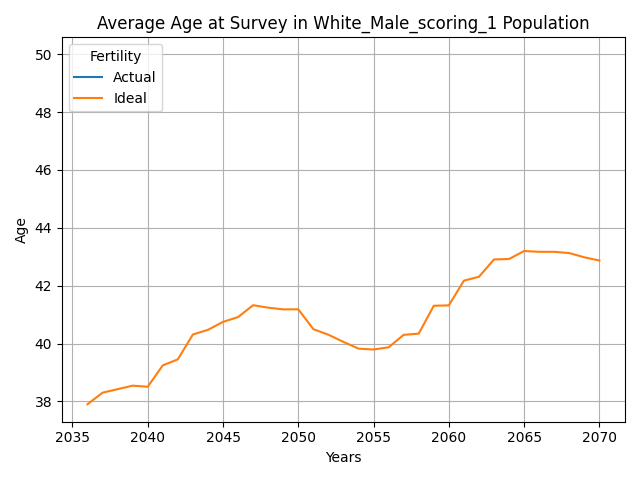 Average Age at Survey in White_Male_scoring_1 Population
Fertility
Actual
Ideal
50
48
46
44
42
40
38
Age
2035 2040 2045 2050 2055 2060 2065 2070
Years